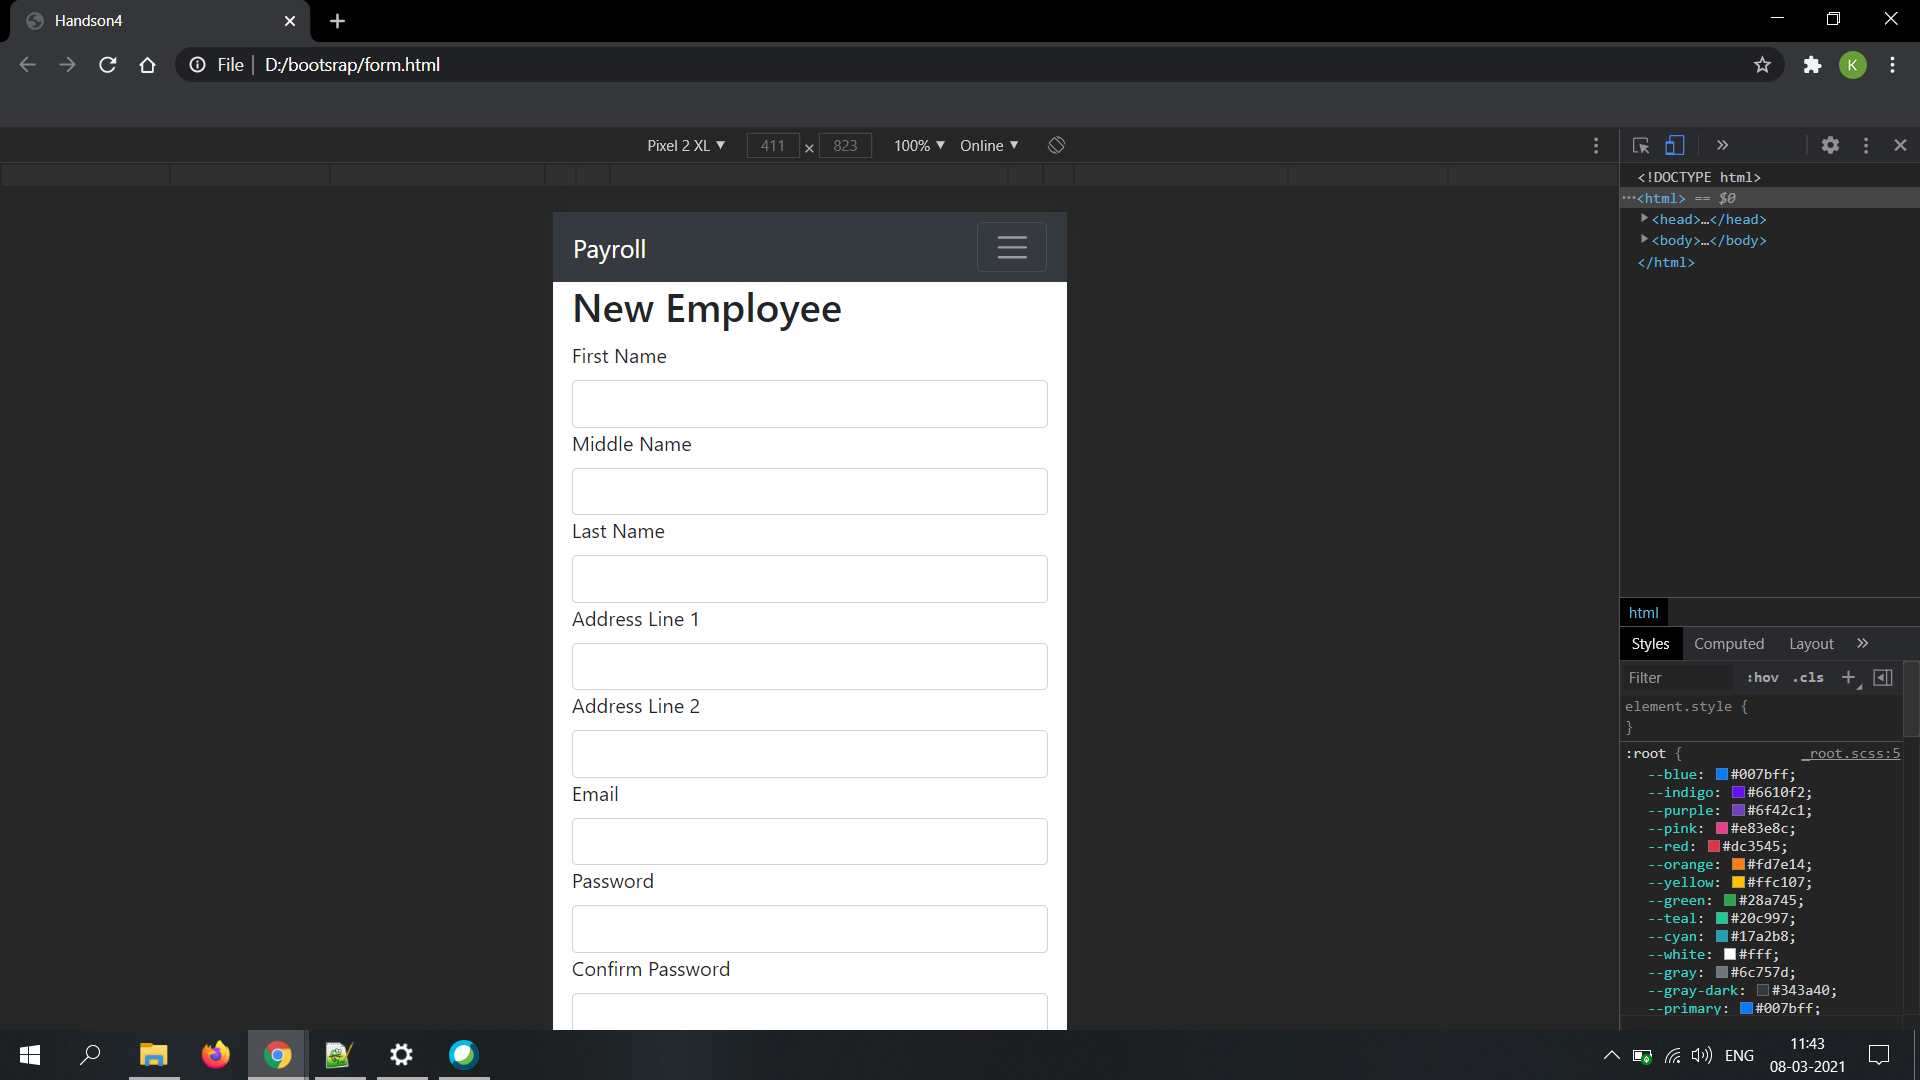 Handson4
File | D:/bootsrap/form.html
K
Pixel 2 XL ▼ 411 × 823 100% ▼ Online ▼
<!DOCTYPE html>
···<html> == $0
<head>…</head>
<body>…</body>
</html>
Payroll
New Employee
First Name
Middle Name
Last Name
Address Line 1
Address Line 2
Email
Password
Confirm Password
html
Styles Computed Layout »
Filter :hov .cls +
element.style {
}
:root { _root.scss:5
--blue: #007bff;
--indigo: #6610f2;
--purple: #6f42c1;
--pink: #e83e8c;
--red: #dc3545;
--orange: #fd7e14;
--yellow: #ffc107;
--green: #28a745;
--teal: #20c997;
--cyan: #17a2b8;
--white: #fff;
--gray: #6c757d;
--gray-dark: #343a40;
--primary: #007bff;
ENG
11:43
08-03-2021